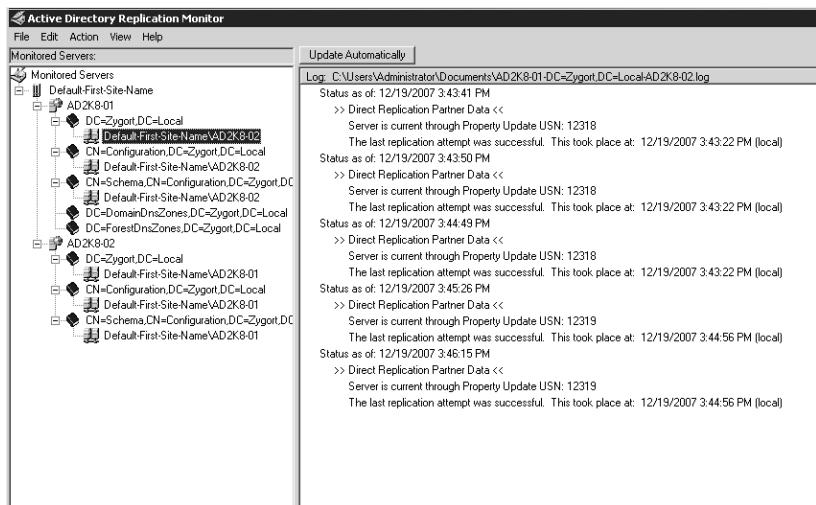 Active Directory Replication Monitor
File Edit Action View Help
Monitored Servers:
Monitored Servers
Default-First-Site-Name
AD2K8-01
DC=Zygort,DC=Local
Default-First-Site-Name\AD2K8-02
CN=Configuration,DC=Zygort,DC=Local
Default-First-Site-Name\AD2K8-02
CN=Schema,CN=Configuration,DC=Zygort,DC
Default-First-Site-Name\AD2K8-02
DC=DomainDnsZones,DC=Zygort,DC=Local
DC=ForestDnsZones,DC=Zygort,DC=Local
AD2K8-02
DC=Zygort,DC=Local
Default-First-Site-Name\AD2K8-01
CN=Configuration,DC=Zygort,DC=Local
Default-First-Site-Name\AD2K8-01
CN=Schema,CN=Configuration,DC=Zygort,DC
Default-First-Site-Name\AD2K8-01
Update Automatically
Log: C:\Users\Administrator\Documents\AD2K8-01-DC=Zygort,DC=Local-AD2K8-02.log
Status as of: 12/19/2007 3:43:41 PM
>> Direct Replication Partner Data <<
Server is current through Property Update USN: 12318
The last replication attempt was successful. This took place at: 12/19/2007 3:43:22 PM (local)
Status as of: 12/19/2007 3:43:50 PM
>> Direct Replication Partner Data <<
Server is current through Property Update USN: 12318
The last replication attempt was successful. This took place at: 12/19/2007 3:43:22 PM (local)
Status as of: 12/19/2007 3:44:49 PM
>> Direct Replication Partner Data <<
Server is current through Property Update USN: 12318
The last replication attempt was successful. This took place at: 12/19/2007 3:43:22 PM (local)
Status as of: 12/19/2007 3:45:26 PM
>> Direct Replication Partner Data <<
Server is current through Property Update USN: 12319
The last replication attempt was successful. This took place at: 12/19/2007 3:44:56 PM (local)
Status as of: 12/19/2007 3:46:15 PM
>> Direct Replication Partner Data <<
Server is current through Property Update USN: 12319
The last replication attempt was successful. This took place at: 12/19/2007 3:44:56 PM (local)